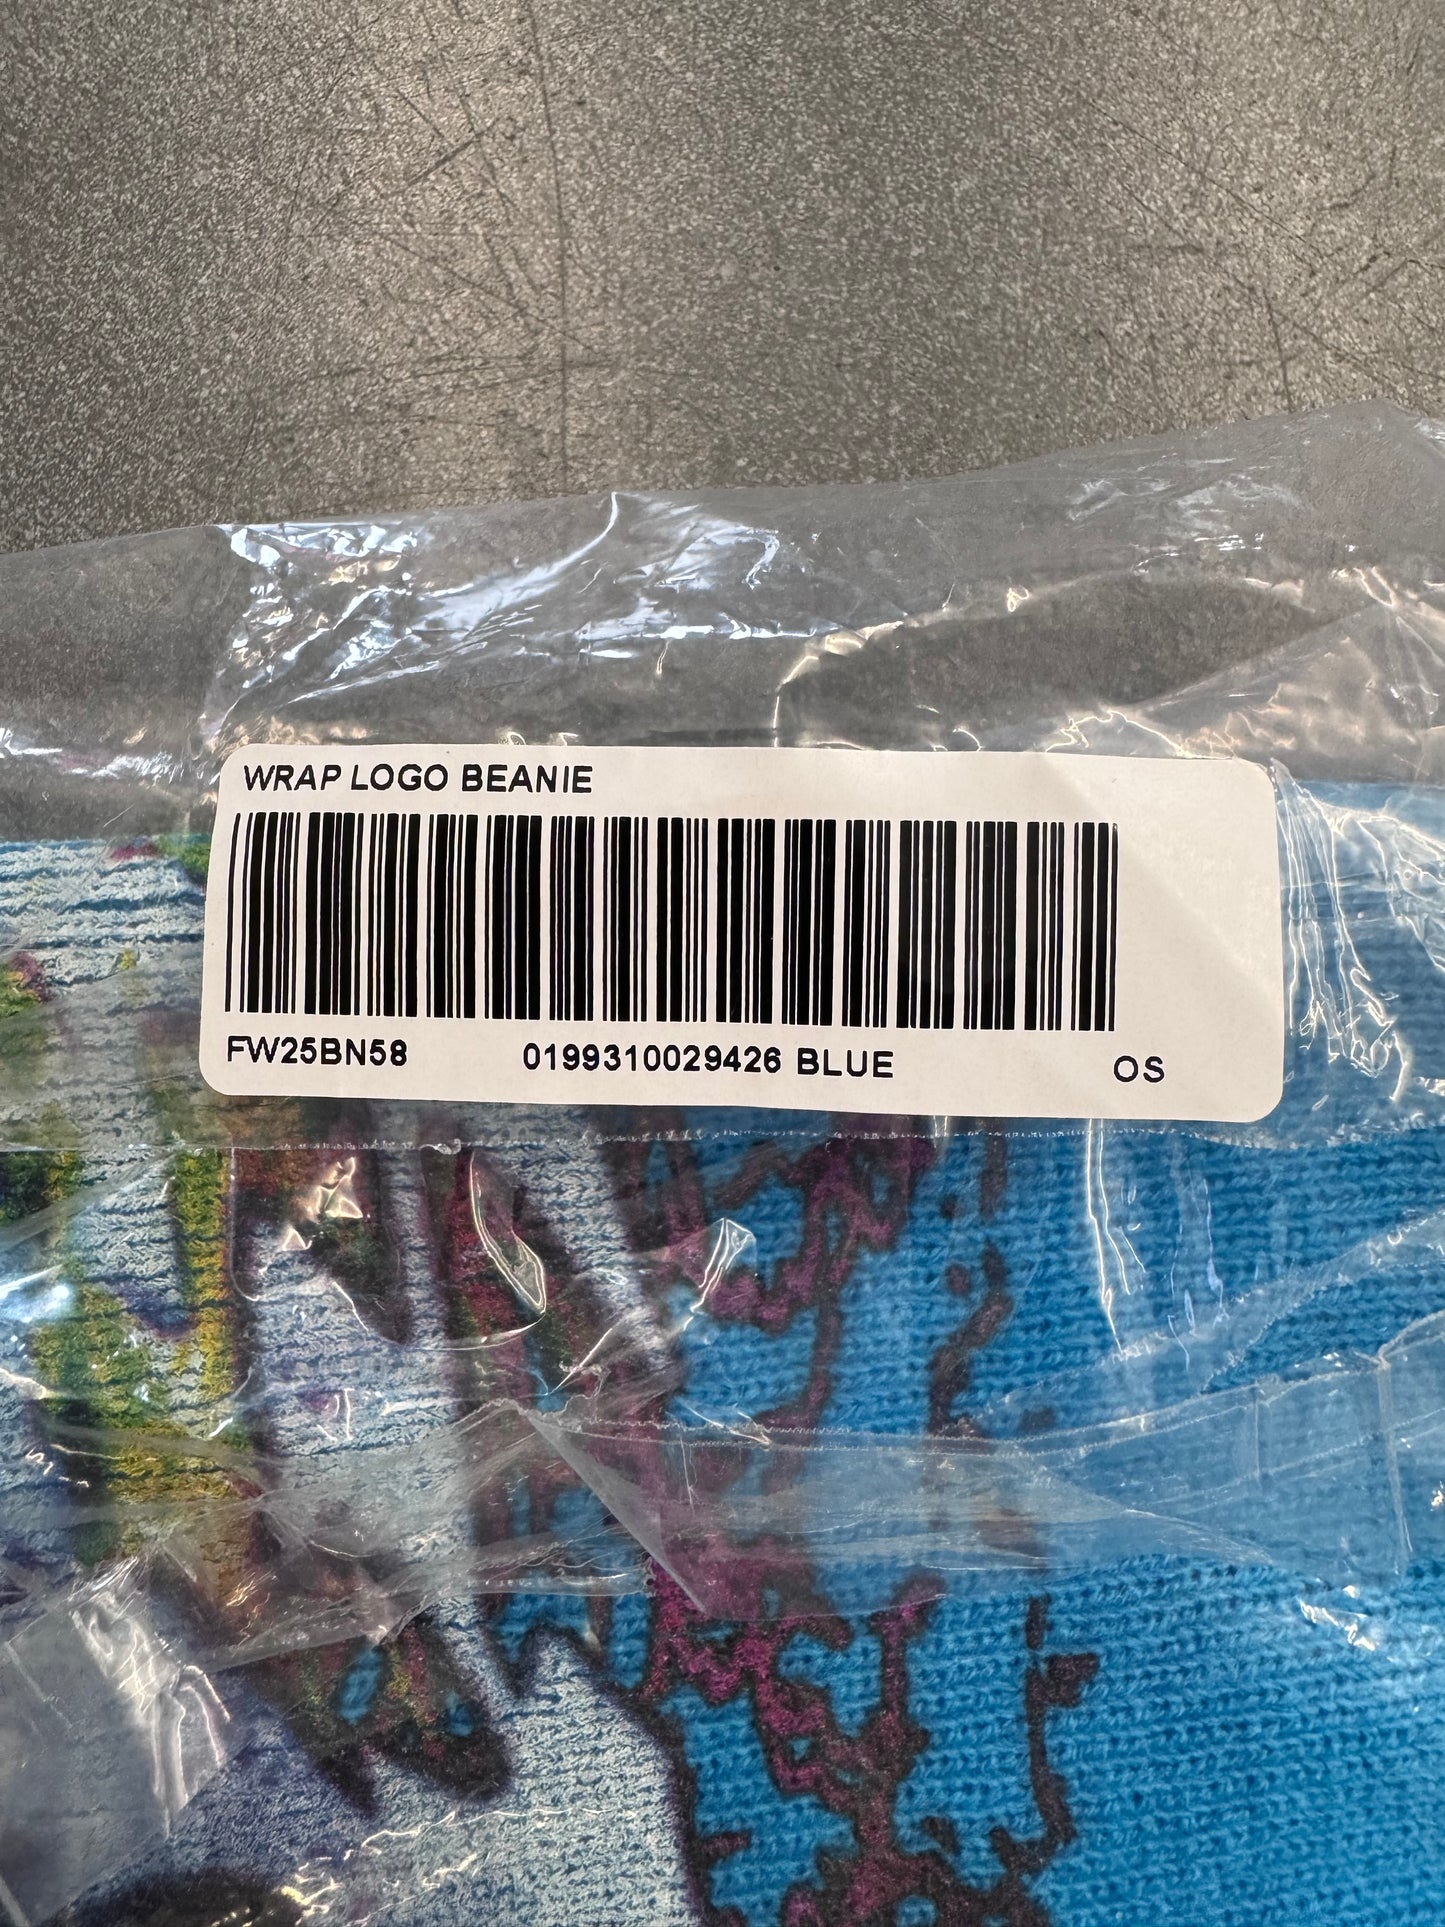 WRAP LOGO BEANIE
FW25BN58 0199310029426 BLUE OS